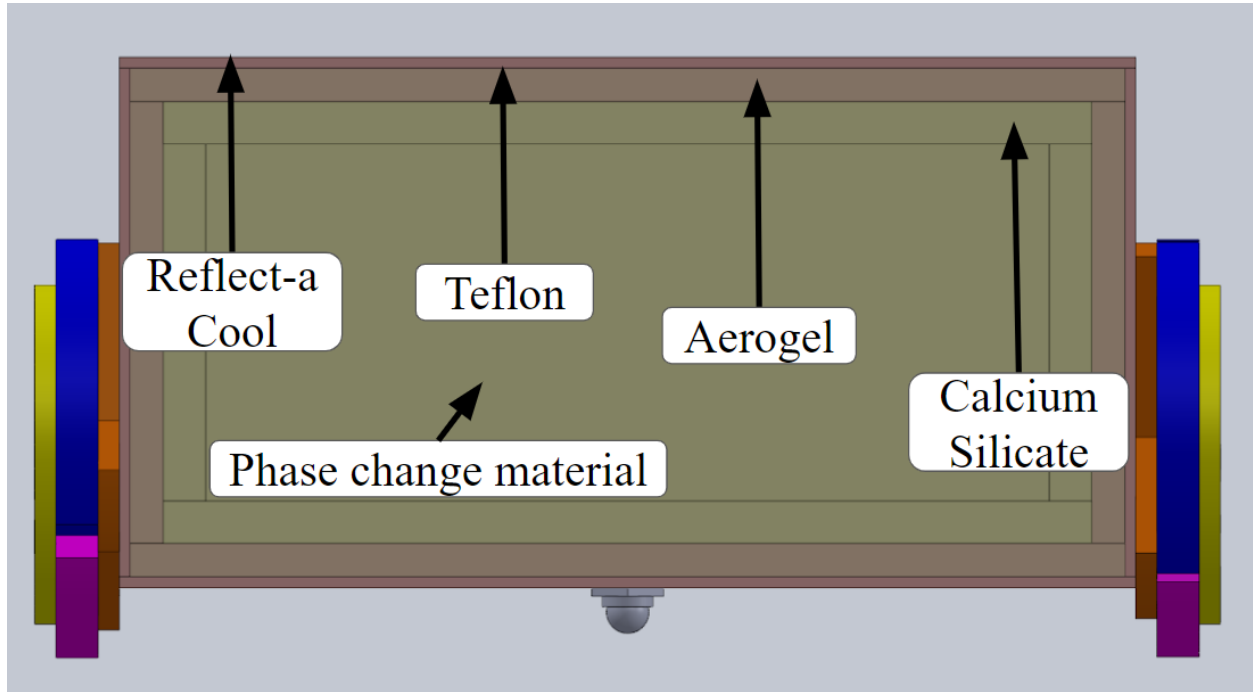 Reflect-a
Cool
Teflon
Aerogel
Calcium
Silicate
Phase change material